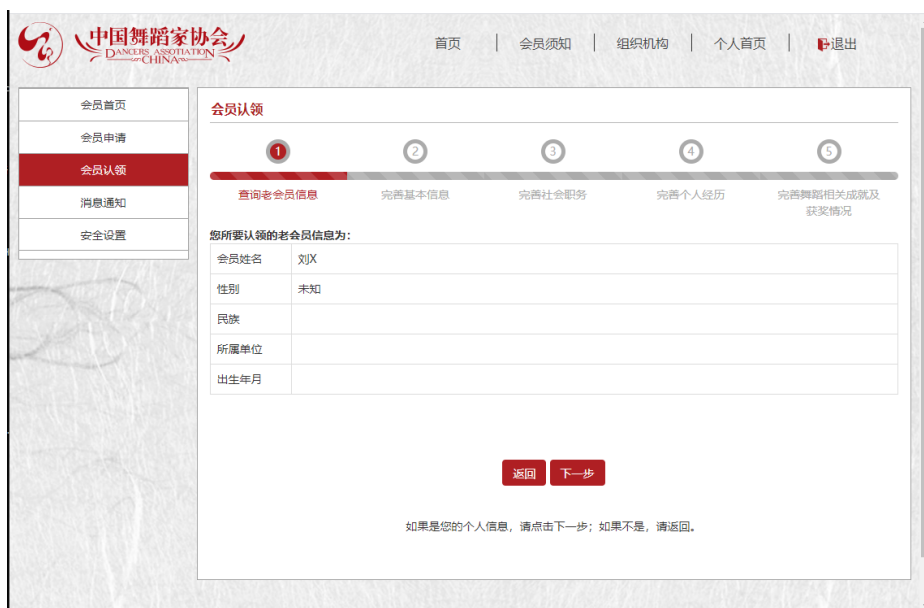 中国舞蹈家协会
DANCERS ASSOTIATION
CHINA
首页 会员须知 组织机构 个人首页 退出
会员首页
会员申请
会员认领
消息通知
安全设置
会员认领
1 2 3 4 5
查询老会员信息 完善基本信息 完善社会职务 完善个人经历 完善舞蹈相关成就及
获奖情况
您所要认领的老会员信息为：
会员姓名 刘X
性别 未知
民族
所属单位
出生年月
返回 下一步
如果是您的个人信息，请点击下一步；如果不是，请返回。